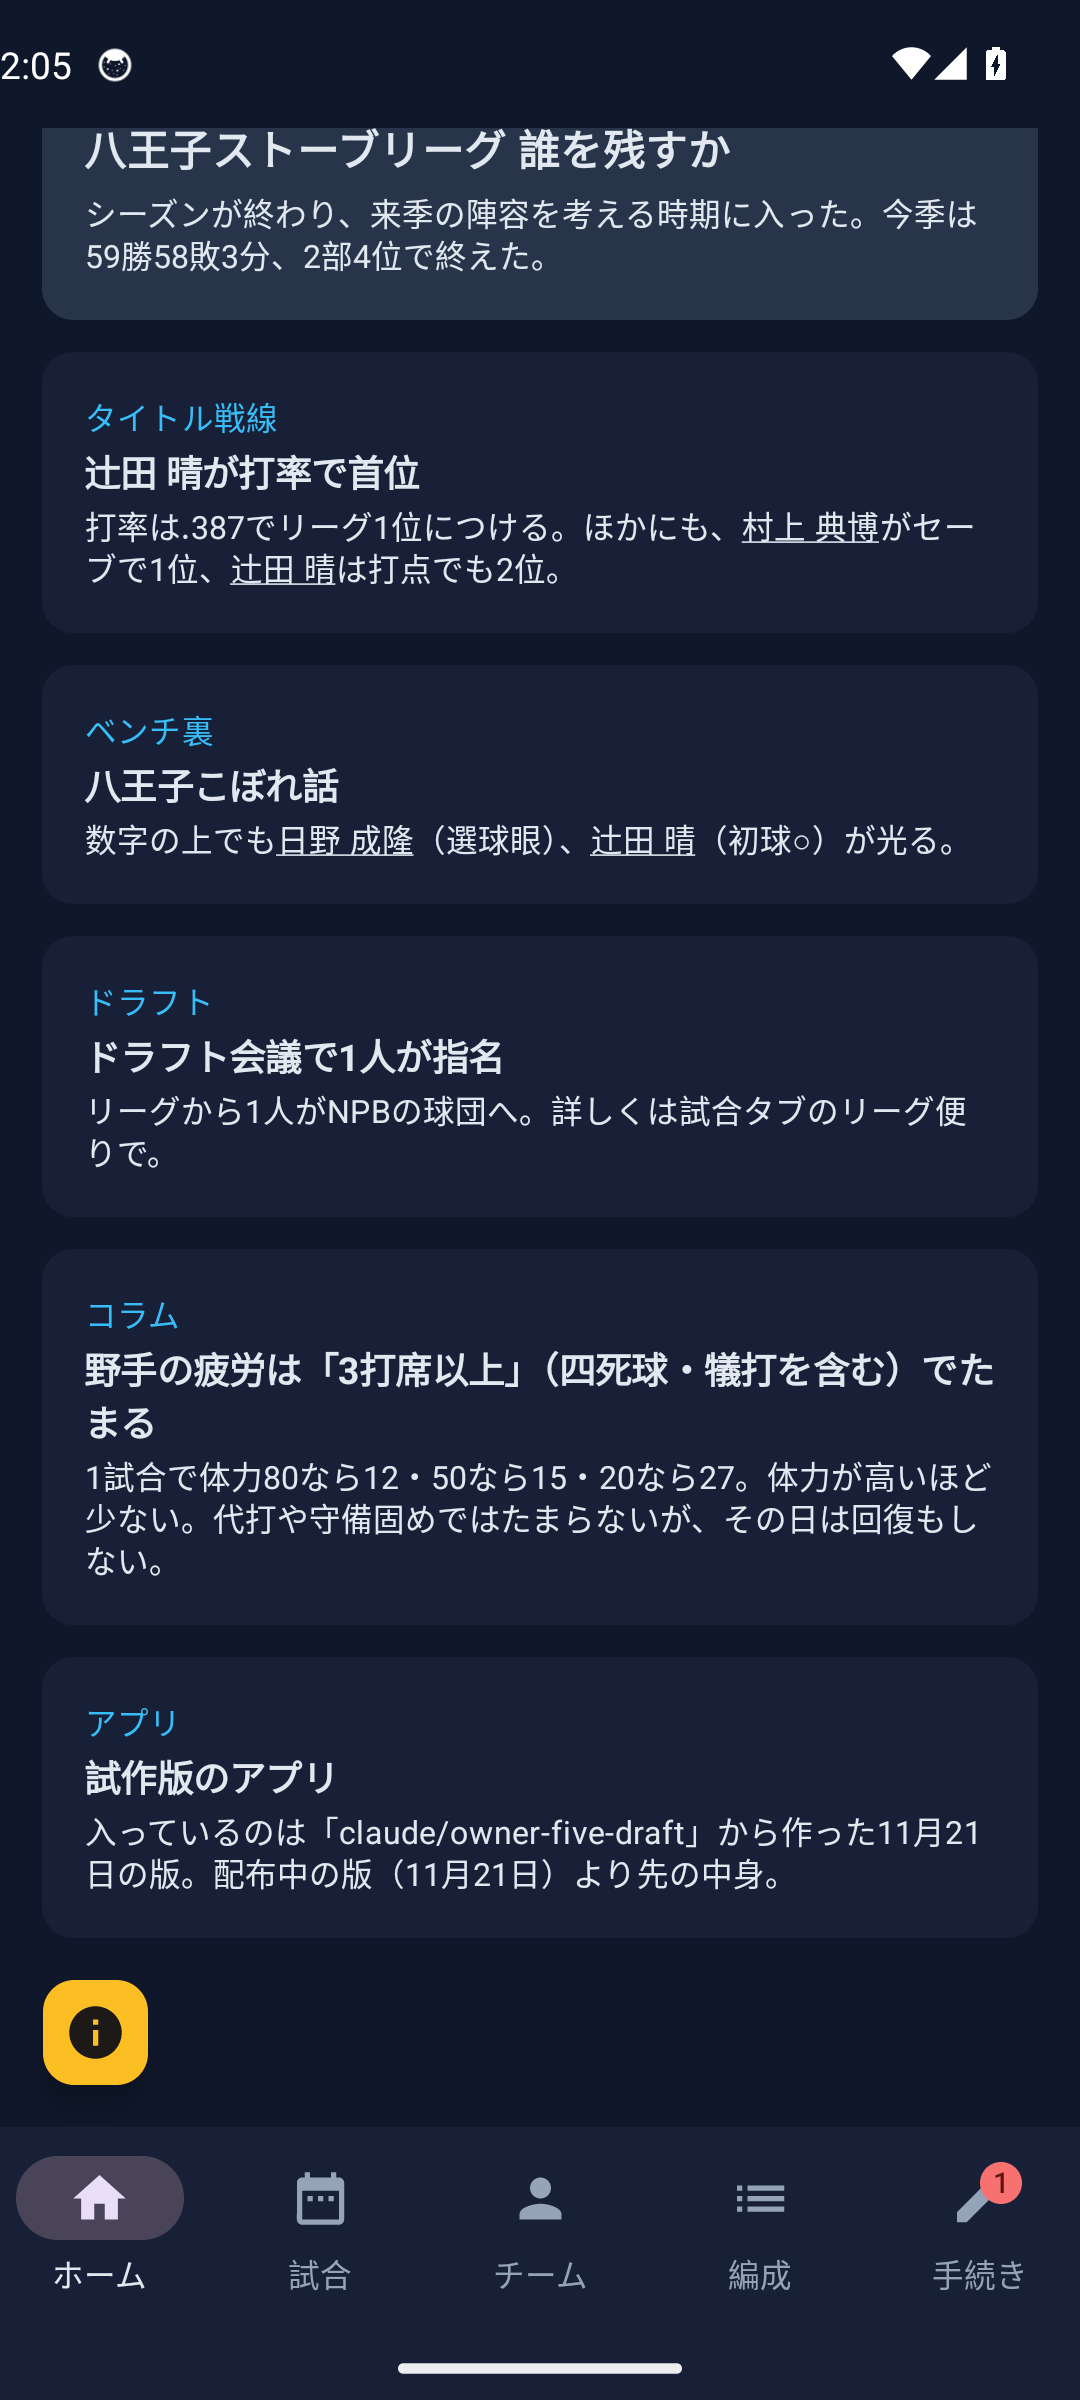 2:05
八王子ストーブリーグ 誰を残すか
シーズンが終わり、来季の陣容を考える時期に入った。今季は
59勝58敗3分、2部4位で終えた。
タイトル戦線
辻田 晴が打率で首位
打率は.387でリーグ1位につける。ほかにも、村上 典博がセー
ブで1位、辻田 晴は打点でも2位。
ベンチ裏
八王子こぼれ話
数字の上でも日野 成隆（選球眼）、辻田 晴（初球○）が光る。
ドラフト
ドラフト会議で1人が指名
リーグから1人がNPBの球団へ。詳しくは試合タブのリーグ便
りで。
コラム
野手の疲労は「3打席以上」（四死球・犠打を含む）でた
まる
1試合で体力80なら12・50なら15・20なら27。体力が高いほど
少ない。代打や守備固めではたまらないが、その日は回復もし
ない。
アプリ
試作版のアプリ
入っているのは「claude/owner-five-draft」から作った11月21
日の版。配布中の版（11月21日）より先の中身。
1
ホーム
試合
チーム
編成
手続き